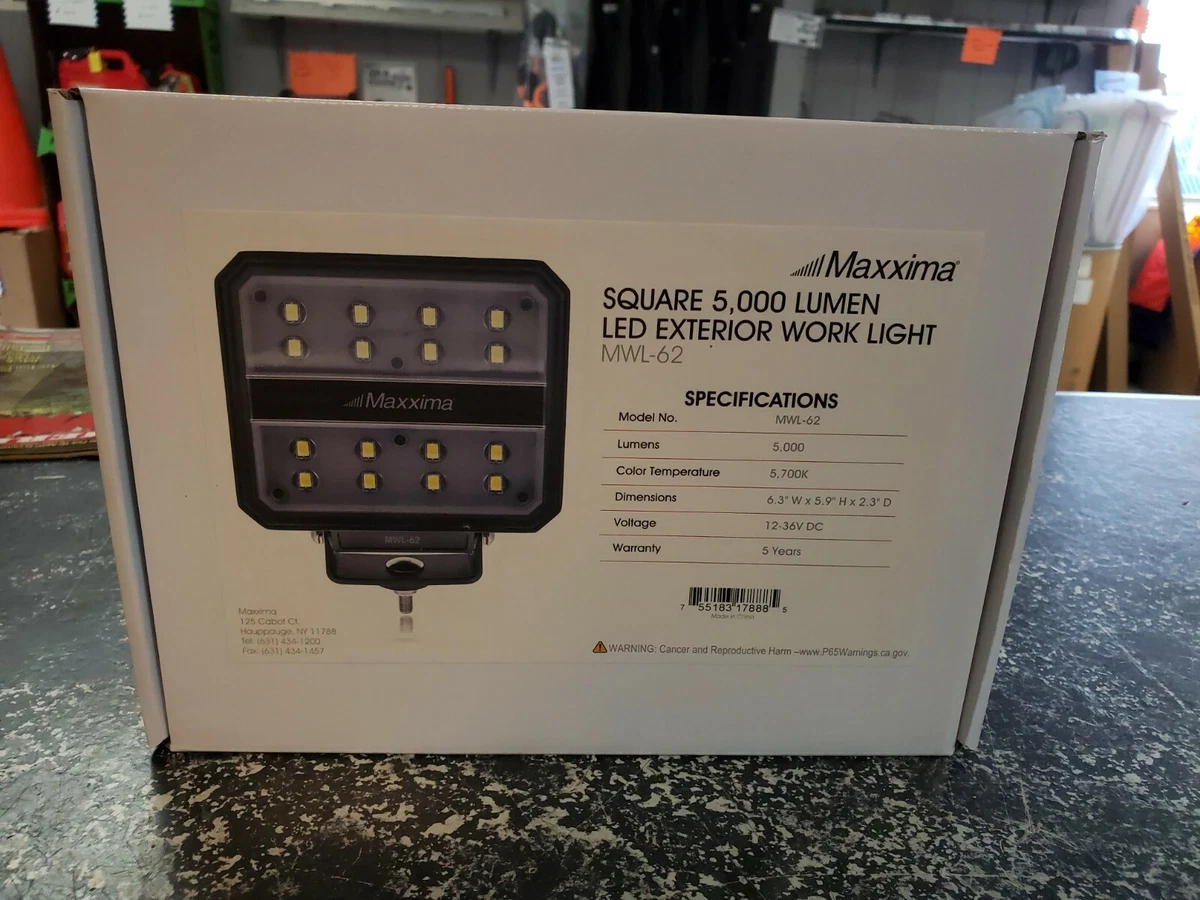 Maxxima
SQUARE 5,000 LUMEN
LED EXTERIOR WORK LIGHT
MWL-62
Maxxima
MWL-62
SPECIFICATIONS
Model No. MWL-62
Lumens 5,000
Color Temperature 5,700K
Dimensions 6.3" W x 5.9" H x 2.3" D
Voltage 12-36V DC
Warranty 5 Years
7 55183 17888 5
Made in China
Maxxima
125 Cabot Ct.
Hauppauge, NY 11788
Tel: (631) 434-1200
Fax: (631) 434-1457
WARNING: Cancer and Reproductive Harm –www.P65Warnings.ca.gov.